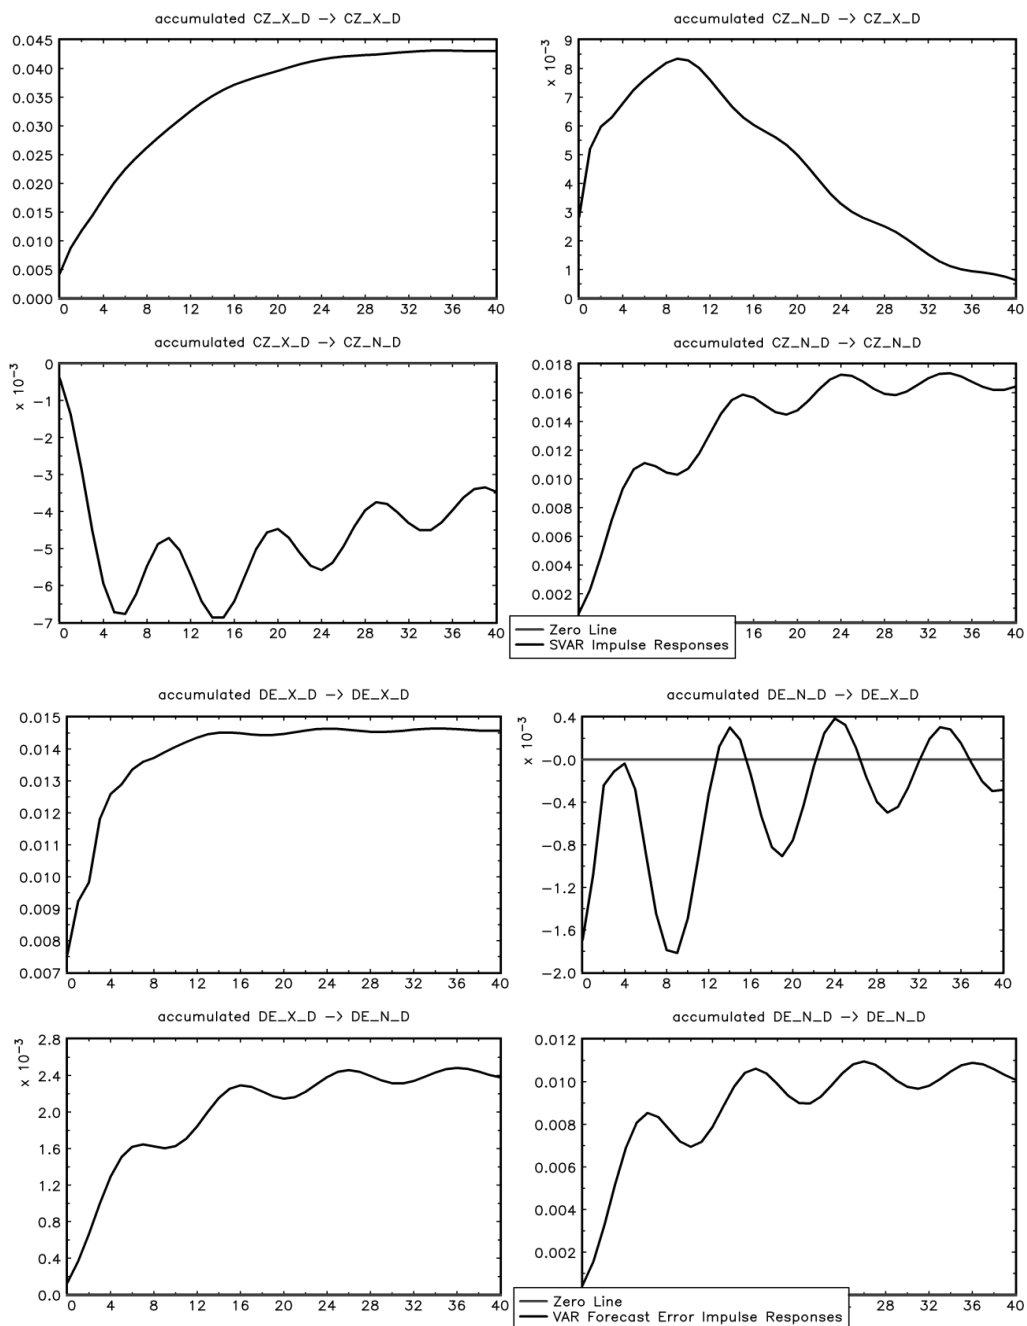 accumulated CZ_X_D -> CZ_X_D
0.045
0.040
0.035
0.030
0.025
0.020
0.015
0.010
0.005
0.000
0 4 8 12 16 20 24 28 32 36 40
accumulated CZ_N_D -> CZ_X_D
x 10^-3
9
8
7
6
5
4
3
2
1
0
0 4 8 12 16 20 24 28 32 36 40
accumulated CZ_X_D -> CZ_N_D
x 10^-3
0
-1
-2
-3
-4
-5
-6
-7
0 4 8 12 16 20 24 28 32 36 40
accumulated CZ_N_D -> CZ_N_D
0.018
0.016
0.014
0.012
0.010
0.008
0.006
0.004
0.002
16 20 24 28 32 36 40
Zero Line
SVAR Impulse Responses
accumulated DE_X_D -> DE_X_D
0.015
0.014
0.013
0.012
0.011
0.010
0.009
0.008
0.007
0 4 8 12 16 20 24 28 32 36 40
accumulated DE_N_D -> DE_X_D
x 10^-3
0.4
-0.0
-0.4
-0.8
-1.2
-1.6
-2.0
0 4 8 12 16 20 24 28 32 36 40
accumulated DE_X_D -> DE_N_D
x 10^-3
2.8
2.4
2.0
1.6
1.2
0.8
0.4
0.0
0 4 8 12 16 20 24 28 32 36 40
accumulated DE_N_D -> DE_N_D
0.012
0.010
0.008
0.006
0.004
0.002
24 28 32 36 40
Zero Line
VAR Forecast Error Impulse Responses